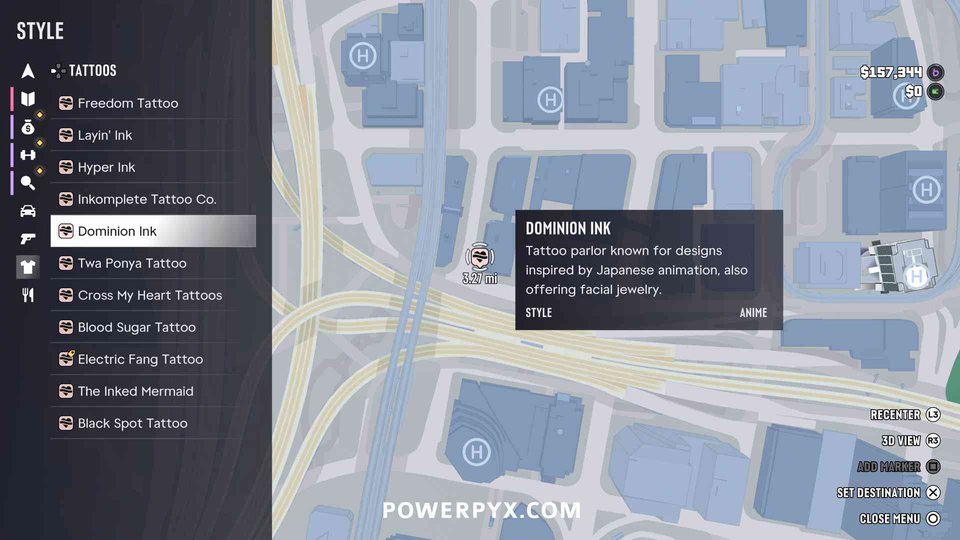 STYLE
TATTOOS
Freedom Tattoo
Layin' Ink
Hyper Ink
Inkomplete Tattoo Co.
Dominion Ink
Twa Ponya Tattoo
Cross My Heart Tattoos
Blood Sugar Tattoo
Electric Fang Tattoo
The Inked Mermaid
Black Spot Tattoo
$157,344
$0
H
H
H
H
H
H
3.27 mi
DOMINION INK
Tattoo parlor known for designs
inspired by Japanese animation, also
offering facial jewelry.
STYLE ANIME
RECENTER L3
3D VIEW R3
ADD MARKER
SET DESTINATION
CLOSE MENU
POWERPYX.COM